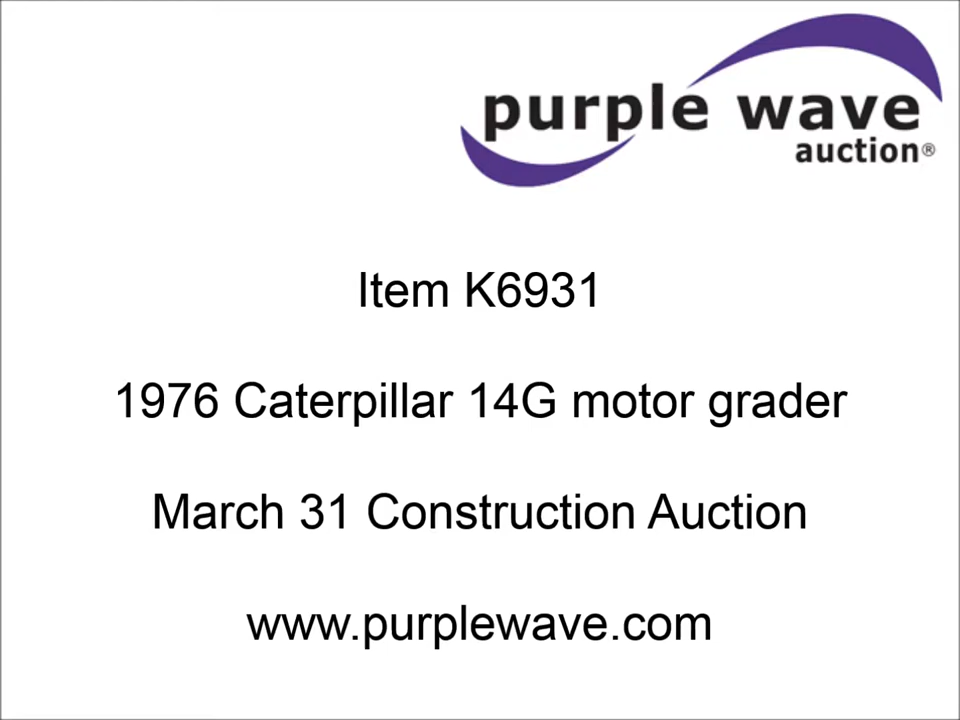 purple wave
auction®
Item K6931
1976 Caterpillar 14G motor grader
March 31 Construction Auction
www.purplewave.com